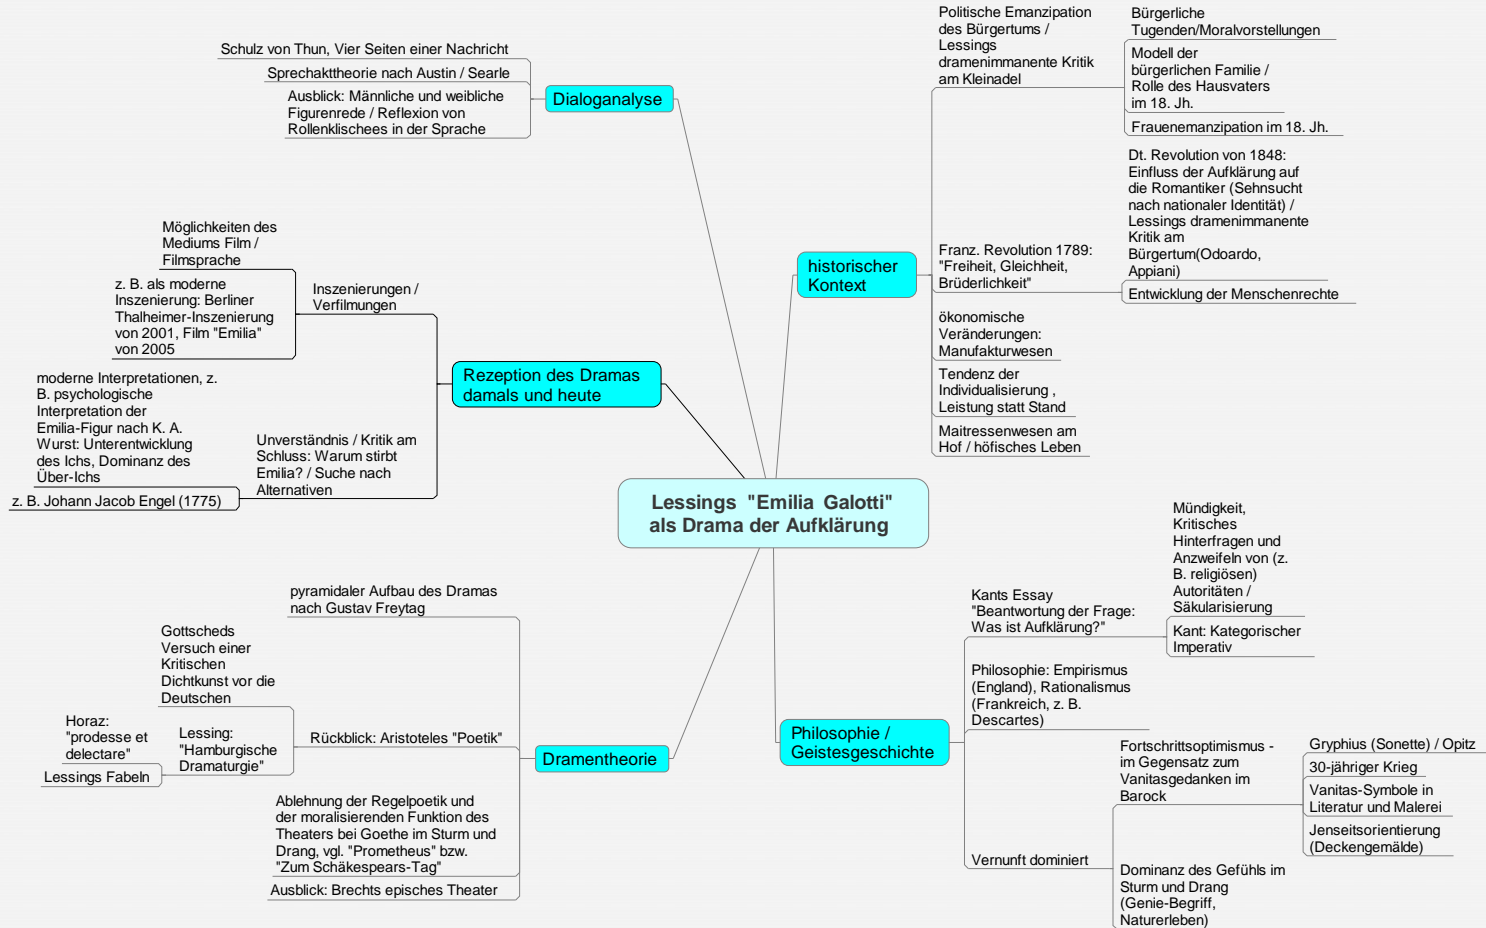 Lessings "Emilia Galotti"
als Drama der Aufklärung
Dialoganalyse
Schulz von Thun, Vier Seiten einer Nachricht
Sprechakttheorie nach Austin / Searle
Ausblick: Männliche und weibliche
Figurenrede / Reflexion von
Rollenklischees in der Sprache
Rezeption des Dramas
damals und heute
Inszenierungen /
Verfilmungen
Möglichkeiten des
Mediums Film /
Filmsprache
z. B. als moderne
Inszenierung: Berliner
Thalheimer-Inszenierung
von 2001, Film "Emilia"
von 2005
Unverständnis / Kritik am
Schluss: Warum stirbt
Emilia? / Suche nach
Alternativen
moderne Interpretationen, z.
B. psychologische
Interpretation der
Emilia-Figur nach K. A.
Wurst: Unterentwicklung
des Ichs, Dominanz des
Über-Ichs
z. B. Johann Jacob Engel (1775)
Dramentheorie
pyramidaler Aufbau des Dramas
nach Gustav Freytag
Rückblick: Aristoteles "Poetik"
Gottscheds
Versuch einer
Kritischen
Dichtkunst vor die
Deutschen
Lessing:
"Hamburgische
Dramaturgie"
Horaz:
"prodesse et
delectare"
Lessings Fabeln
Ablehnung der Regelpoetik und
der moralisierenden Funktion des
Theaters bei Goethe im Sturm und
Drang, vgl. "Prometheus" bzw.
"Zum Schäkespears-Tag"
Ausblick: Brechts episches Theater
historischer
Kontext
Politische Emanzipation
des Bürgertums /
Lessings
dramenimmanente Kritik
am Kleinadel
Bürgerliche
Tugenden/Moralvorstellungen
Modell der
bürgerlichen Familie /
Rolle des Hausvaters
im 18. Jh.
Frauenemanzipation im 18. Jh.
Franz. Revolution 1789:
"Freiheit, Gleichheit,
Brüderlichkeit"
Dt. Revolution von 1848:
Einfluss der Aufklärung auf
die Romantiker (Sehnsucht
nach nationaler Identität) /
Lessings dramenimmanente
Kritik am
Bürgertum(Odoardo,
Appiani)
Entwicklung der Menschenrechte
ökonomische
Veränderungen:
Manufakturwesen
Tendenz der
Individualisierung ,
Leistung statt Stand
Maitressenwesen am
Hof / höfisches Leben
Philosophie /
Geistesgeschichte
Kants Essay
"Beantwortung der Frage:
Was ist Aufklärung?"
Mündigkeit,
Kritisches
Hinterfragen und
Anzweifeln von (z.
B. religiösen)
Autoritäten /
Säkularisierung
Kant: Kategorischer
Imperativ
Philosophie: Empirismus
(England), Rationalismus
(Frankreich, z. B.
Descartes)
Vernunft dominiert
Fortschrittsoptimismus -
im Gegensatz zum
Vanitasgedanken im
Barock
Gryphius (Sonette) / Opitz
30-jähriger Krieg
Vanitas-Symbole in
Literatur und Malerei
Jenseitsorientierung
(Deckengemälde)
Dominanz des Gefühls im
Sturm und Drang
(Genie-Begriff,
Naturerleben)